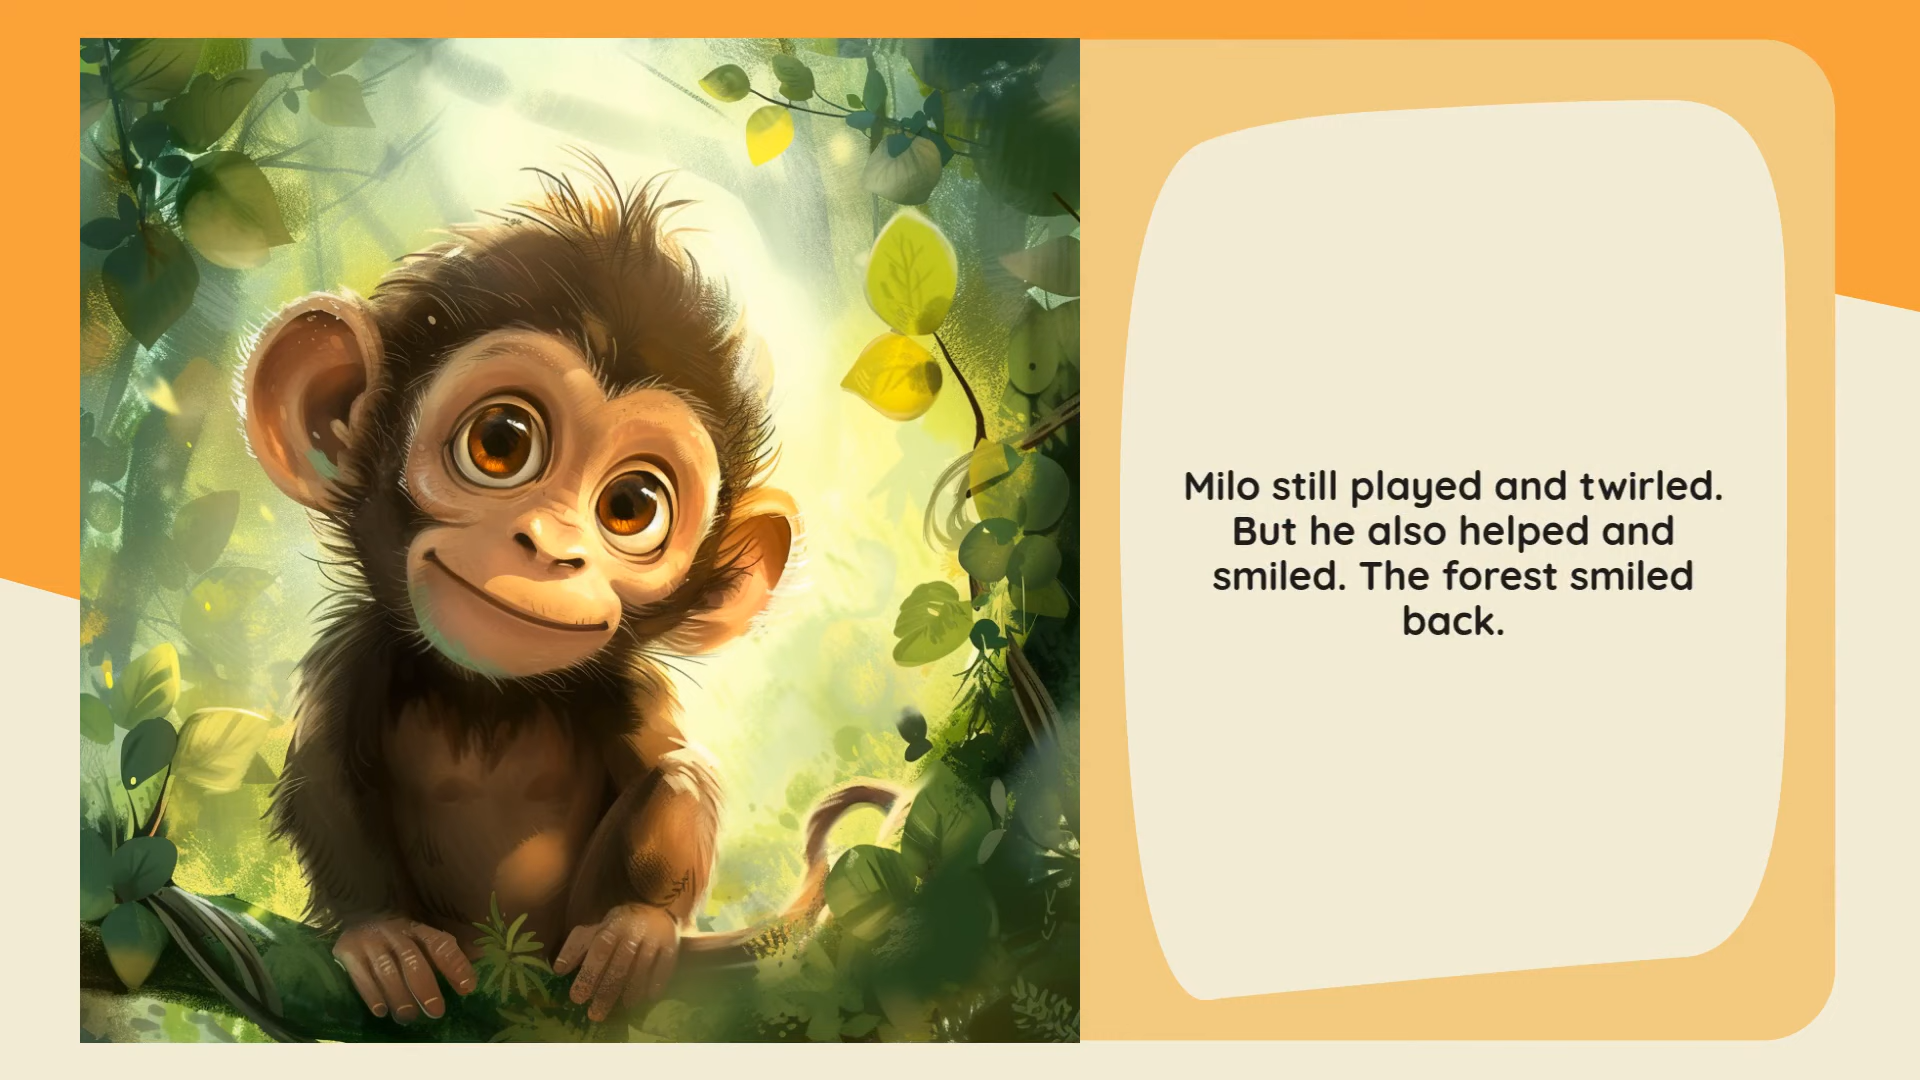 Milo still played and twirled.
But he also helped and
smiled. The forest smiled
back.